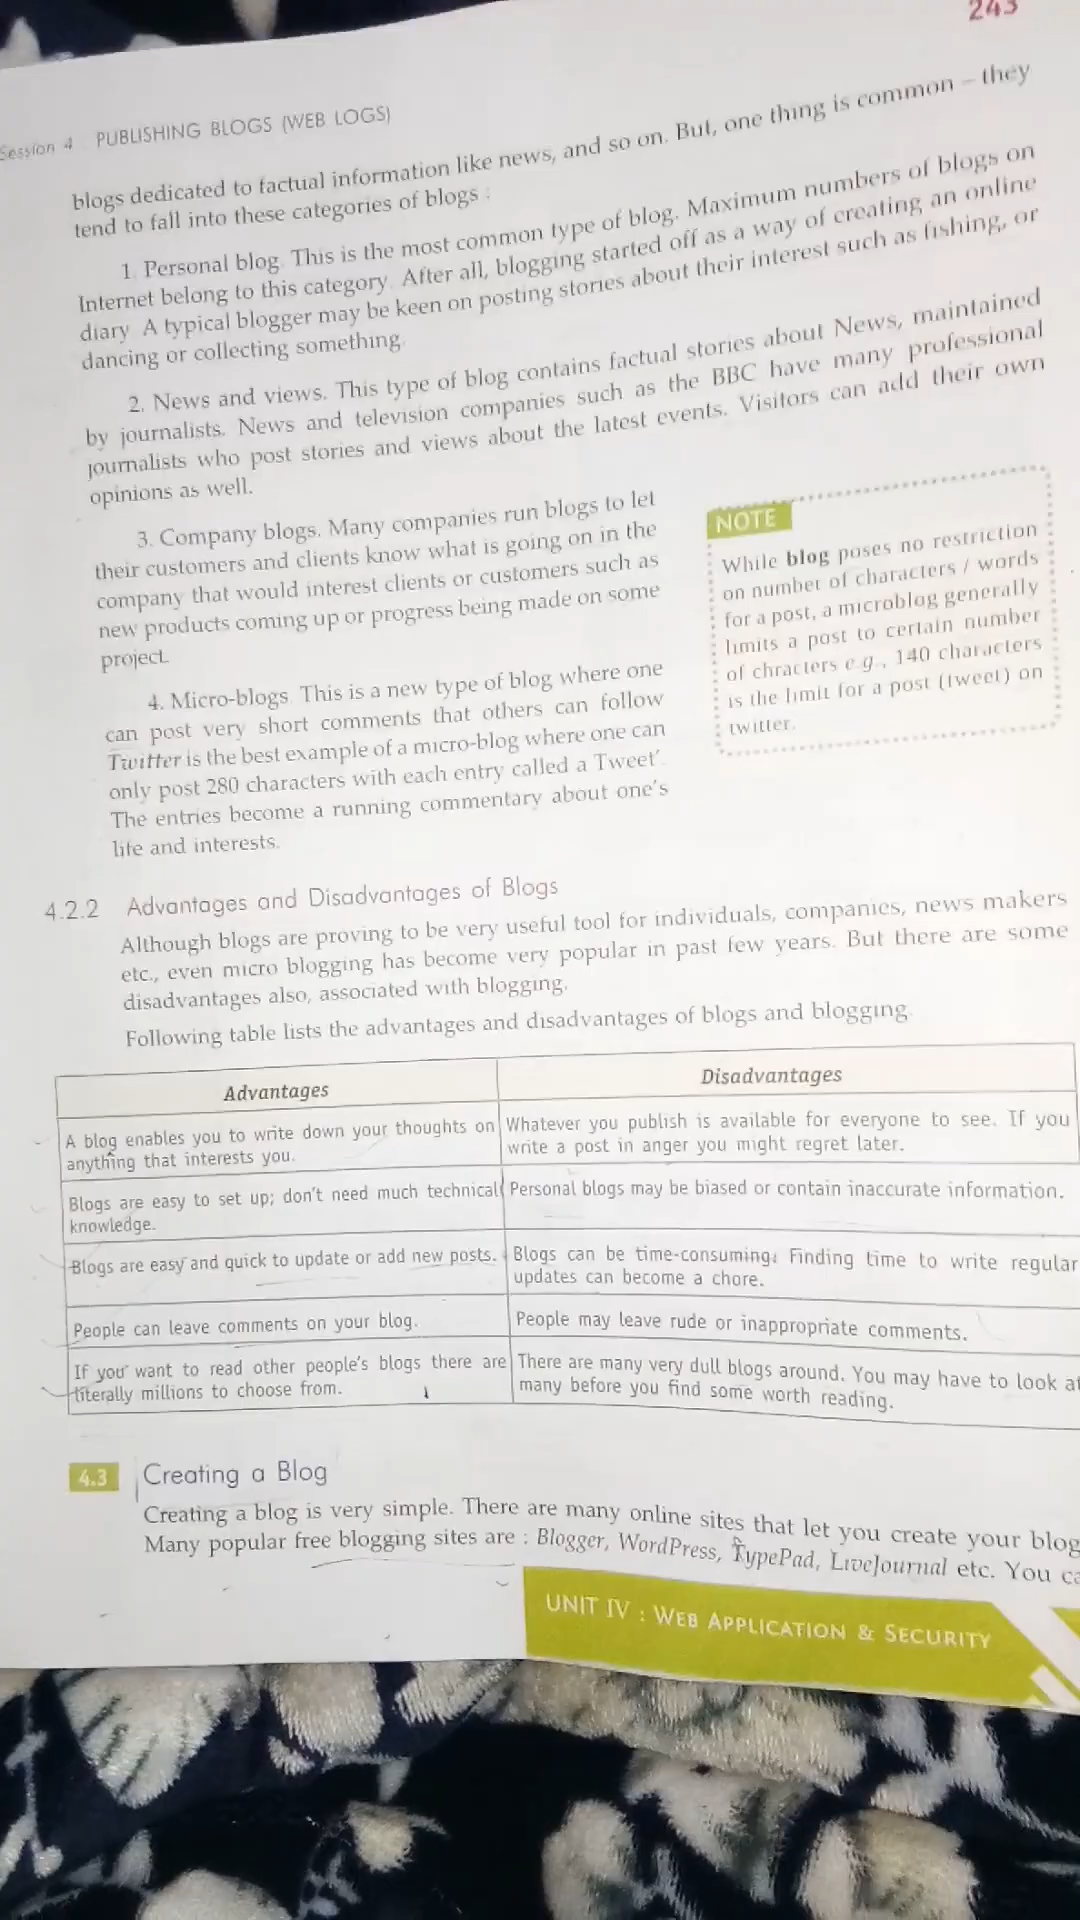 243
Session 4 PUBLISHING BLOGS (WEB LOGS)
blogs dedicated to factual information like news, and so on. But, one thing is common – they
tend to fall into these categories of blogs :
1. Personal blog. This is the most common type of blog. Maximum numbers of blogs on
Internet belong to this category. After all, blogging started off as a way of creating an online
diary. A typical blogger may be keen on posting stories about their interest such as fishing, or
dancing or collecting something.
2. News and views. This type of blog contains factual stories about News, maintained
by journalists. News and television companies such as the BBC have many professional
journalists who post stories and views about the latest events. Visitors can add their own
opinions as well.
3. Company blogs. Many companies run blogs to let
their customers and clients know what is going on in the
company that would interest clients or customers such as
new products coming up or progress being made on some
project.
4. Micro-blogs. This is a new type of blog where one
can post very short comments that others can follow
Twitter is the best example of a micro-blog where one can
only post 280 characters with each entry called a Tweet'.
The entries become a running commentary about one's
life and interests.
NOTE
While blog poses no restriction
on number of characters / words
for a post, a microblog generally
limits a post to certain number
of chracters e.g., 140 characters
is the limit for a post (tweet) on
twitter.
4.2.2 Advantages and Disadvantages of Blogs
Although blogs are proving to be very useful tool for individuals, companies, news makers
etc., even micro blogging has become very popular in past few years. But there are some
disadvantages also, associated with blogging.
Following table lists the advantages and disadvantages of blogs and blogging.
Advantages Disadvantages
A blog enables you to write down your thoughts on
anything that interests you.
Whatever you publish is available for everyone to see. If you
write a post in anger you might regret later.
Blogs are easy to set up; don't need much technical
knowledge.
Personal blogs may be biased or contain inaccurate information.
Blogs are easy and quick to update or add new posts.
Blogs can be time-consuming: Finding time to write regular
updates can become a chore.
People can leave comments on your blog.
People may leave rude or inappropriate comments.
If you want to read other people's blogs there are
literally millions to choose from.
There are many very dull blogs around. You may have to look at
many before you find some worth reading.
4.3 Creating a Blog
Creating a blog is very simple. There are many online sites that let you create your blog
Many popular free blogging sites are : Blogger, WordPress, TypePad, LiveJournal etc. You
UNIT IV : WEB APPLICATION & SECURITY